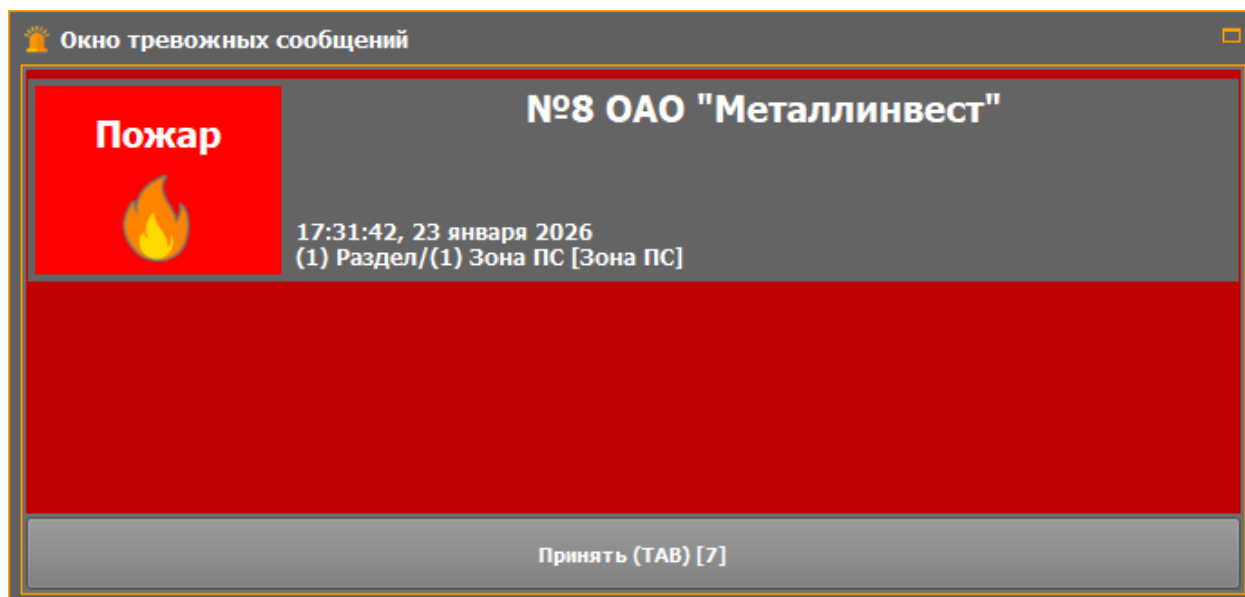 Окно тревожных сообщений
Пожар
№8 ОАО "Металлинвест"
17:31:42, 23 января 2026
(1) Раздел/(1) Зона ПС [Зона ПС]
Принять (TAB) [7]